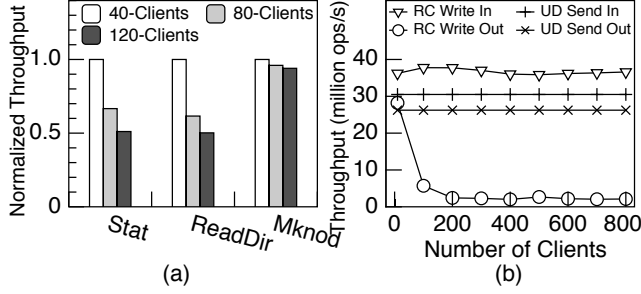 40-Clients 80-Clients
120-Clients
Normalized Throughput
1.0
0.5
0
Stat ReadDir Mknod
(a)
RC Write In UD Send In
RC Write Out UD Send Out
Throughput (million ops/s)
40
30
20
10
0
0 200 400 600 800
Number of Clients
(b)